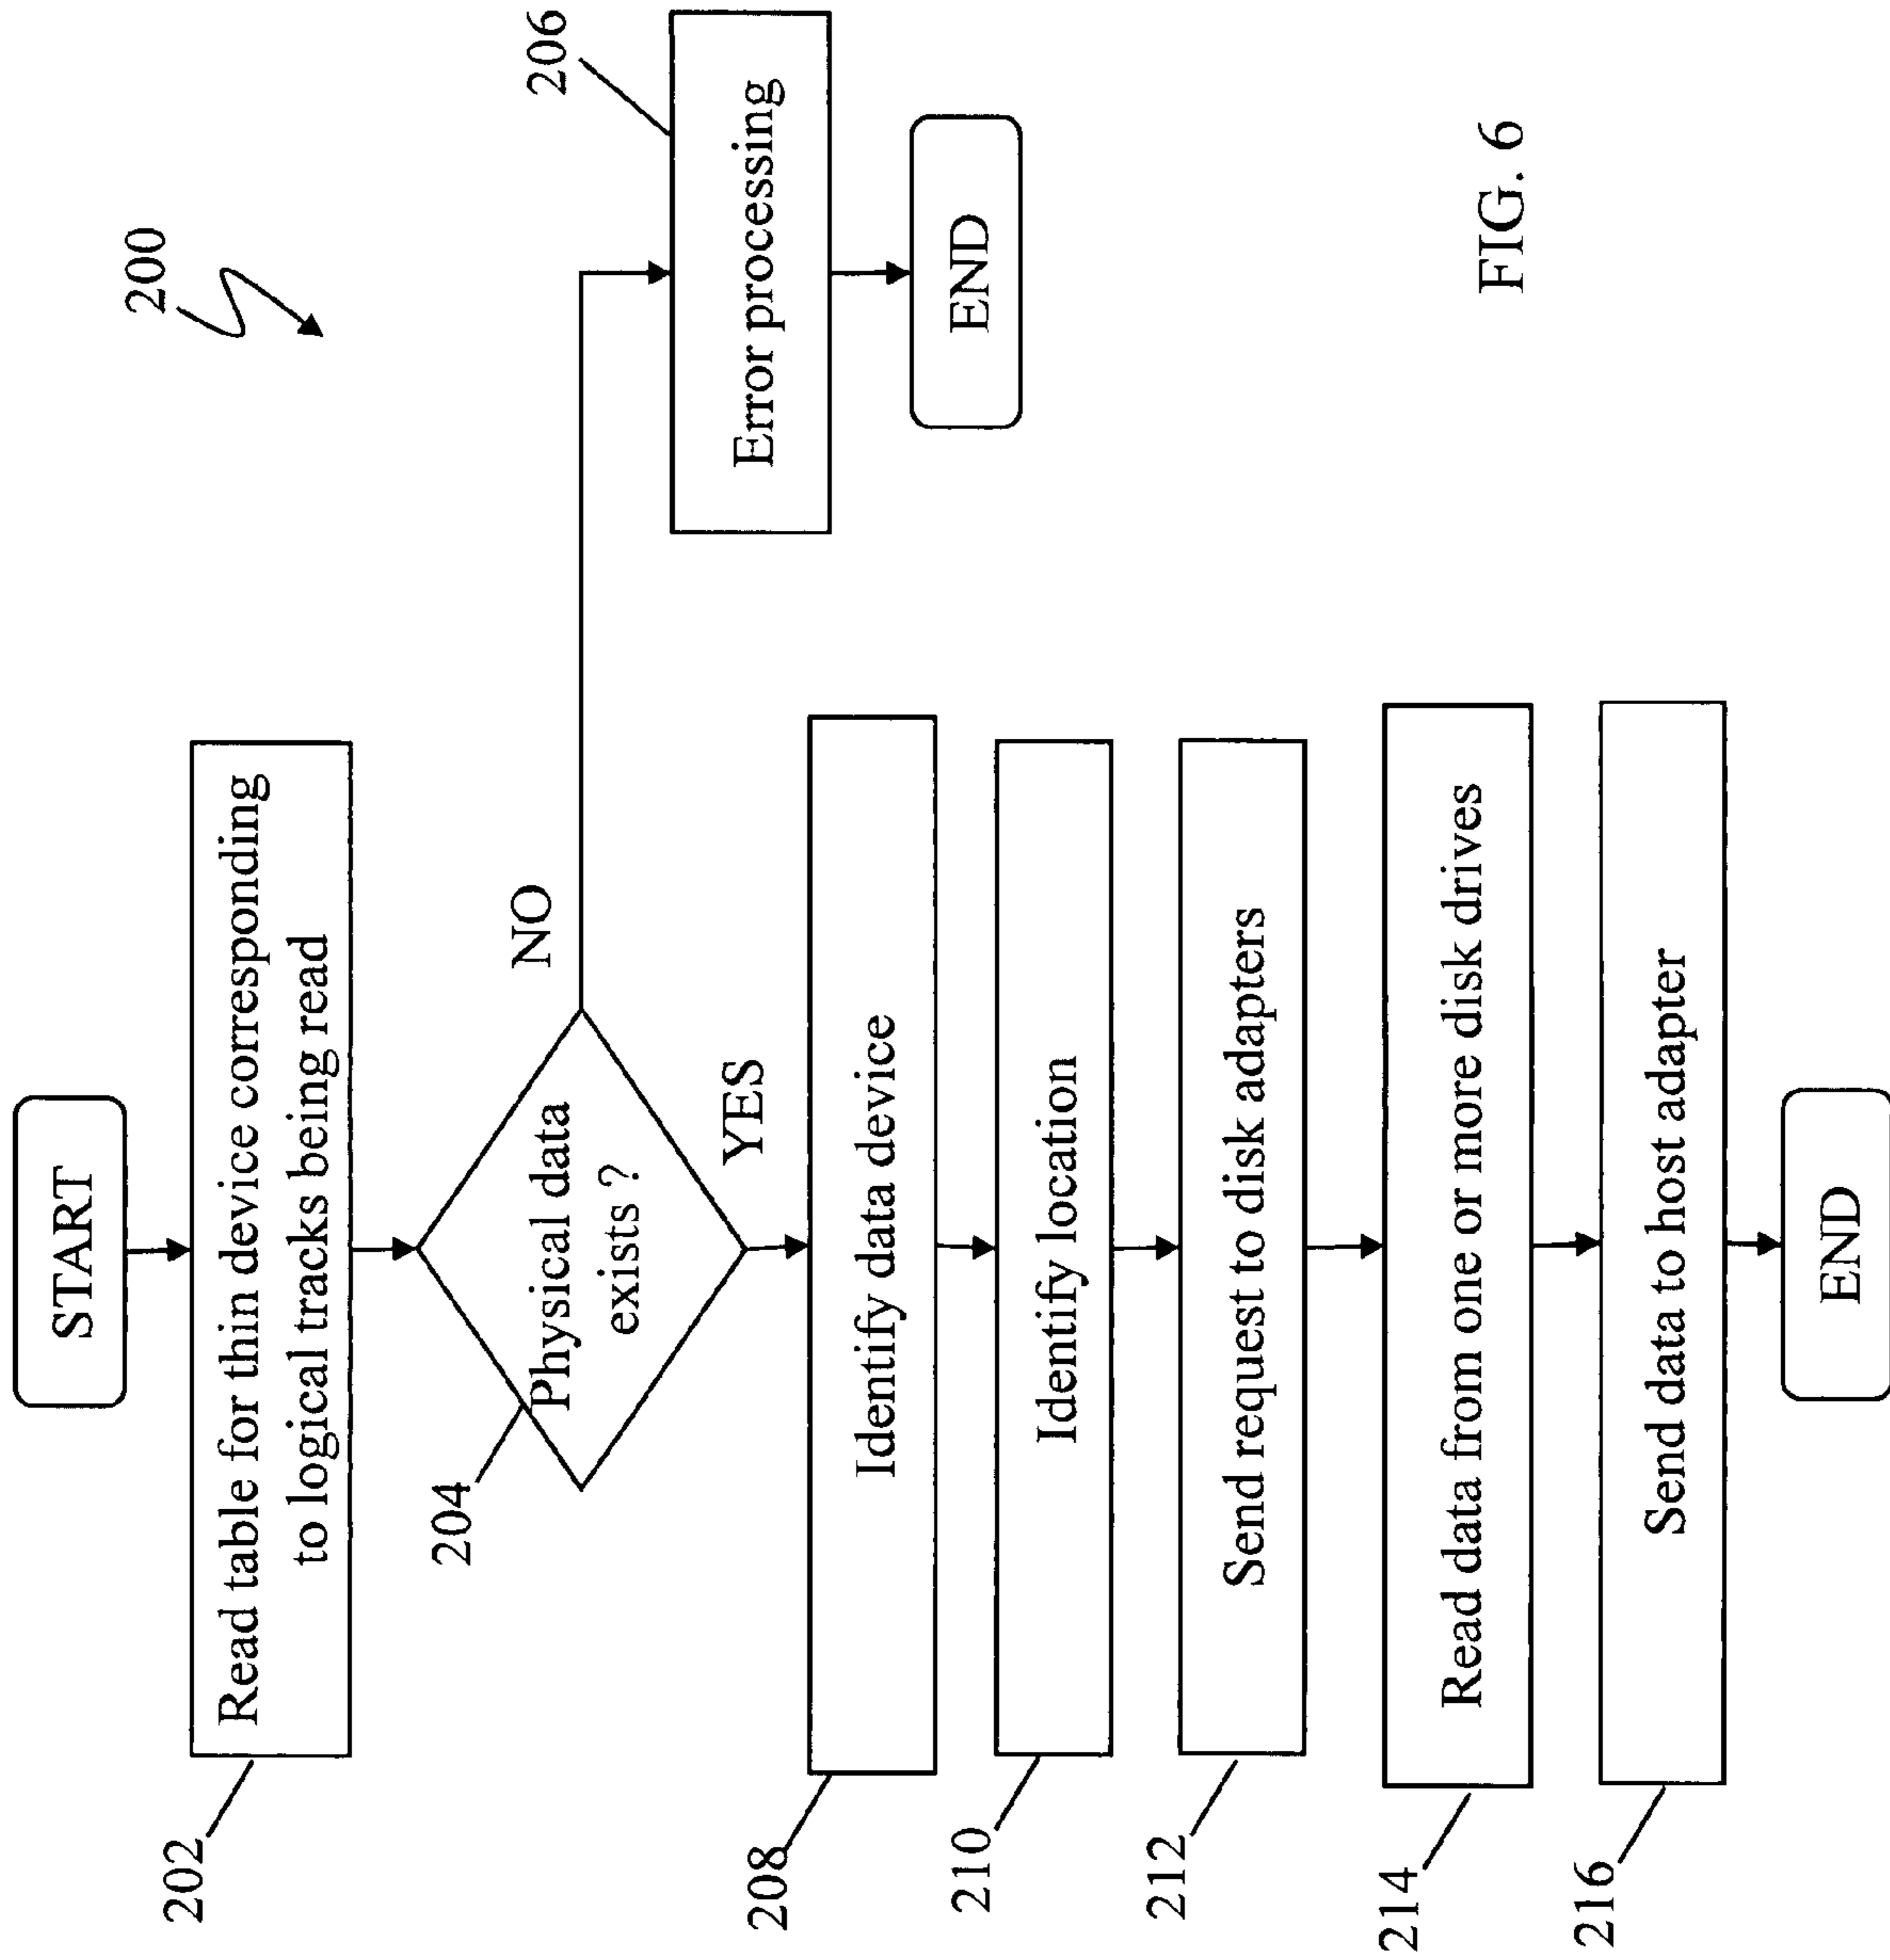 200
START
202
Read table for thin device corresponding
to logical tracks being read
204
Physical data
exists ?
NO
206
Error processing
END
YES
208
Identify data device
210
Identify location
212
Send request to disk adapters
214
Read data from one or more disk drives
216
Send data to host adapter
END
FIG. 6